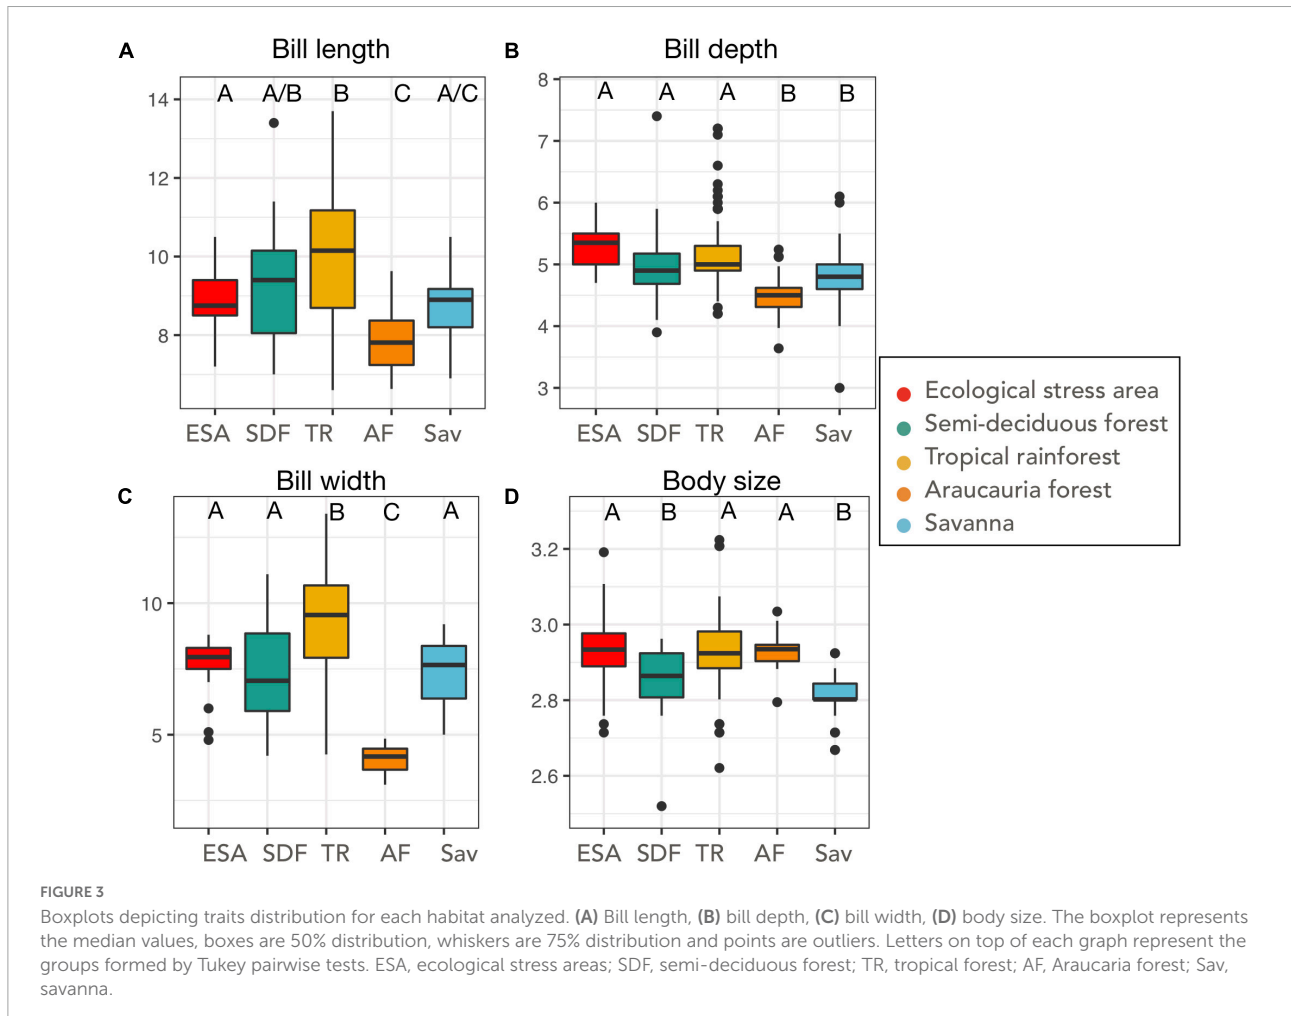 A
Bill length
A A/B B C A/C
14
12
10
8
ESA SDF TR AF Sav
B
Bill depth
A A A B B
8
7
6
5
4
3
ESA SDF TR AF Sav
Ecological stress area
Semi-deciduous forest
Tropical rainforest
Araucauria forest
Savanna
C
Bill width
A A B C A
10
5
ESA SDF TR AF Sav
D
Body size
A B A A B
3.2
3.0
2.8
2.6
ESA SDF TR AF Sav
FIGURE 3
Boxplots depicting traits distribution for each habitat analyzed. (A) Bill length, (B) bill depth, (C) bill width, (D) body size. The boxplot represents
the median values, boxes are 50% distribution, whiskers are 75% distribution and points are outliers. Letters on top of each graph represent the
groups formed by Tukey pairwise tests. ESA, ecological stress areas; SDF, semi-deciduous forest; TR, tropical forest; AF, Araucaria forest; Sav,
savanna.